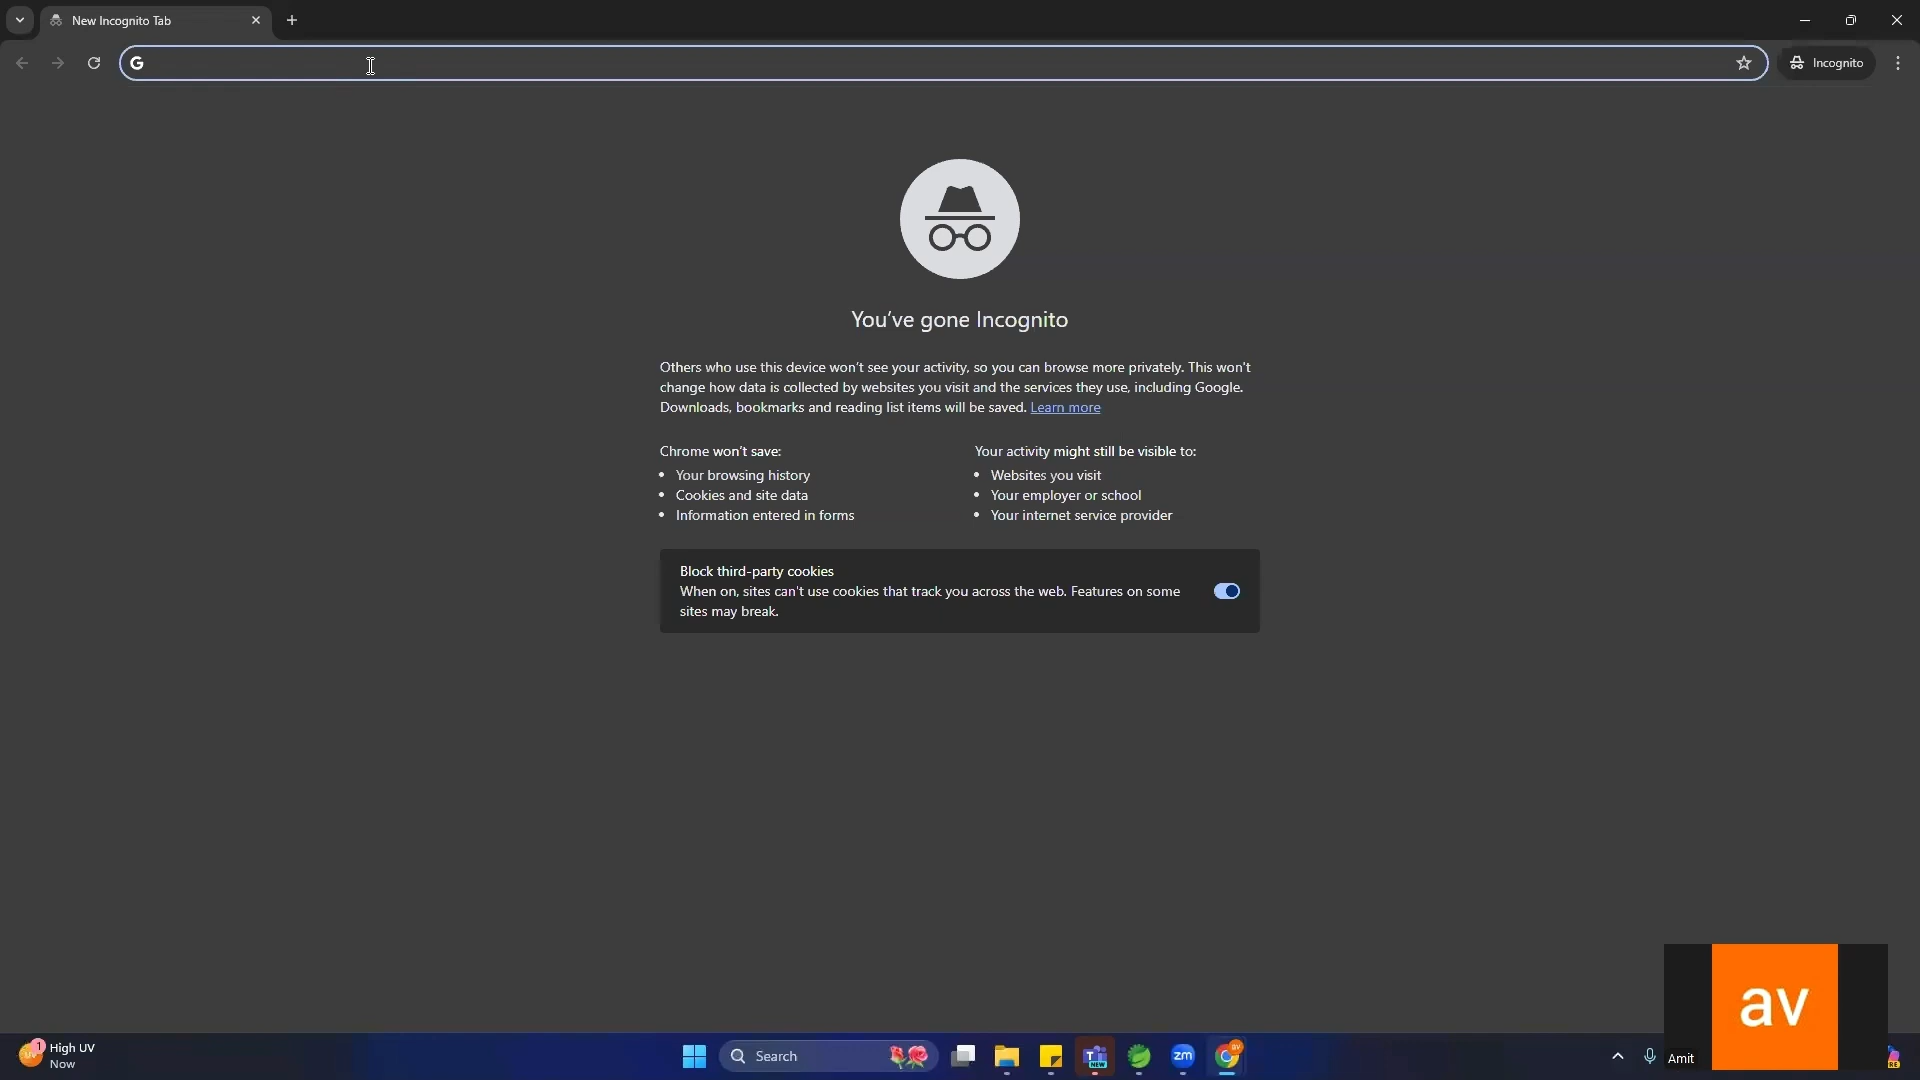 New Incognito Tab
Incognito
You've gone Incognito
Others who use this device won't see your activity, so you can browse more privately. This won't
change how data is collected by websites you visit and the services they use, including Google.
Downloads, bookmarks and reading list items will be saved. Learn more
Chrome won't save:
• Your browsing history
• Cookies and site data
• Information entered in forms
Your activity might still be visible to:
• Websites you visit
• Your employer or school
• Your internet service provider
Block third-party cookies
When on, sites can't use cookies that track you across the web. Features on some
sites may break.
av
1
High UV
Now
Search
NEW
zm
av
Amit